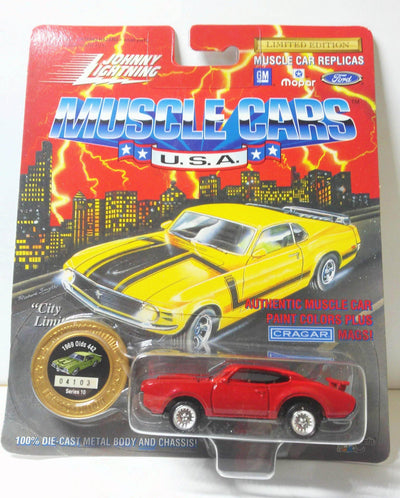 JOHNNY
LIGHTNING
LIMITED EDITION
MUSCLE CAR REPLICAS
GM
mopar
Ford
MUSCLE CARS
U.S.A.
"City
AUTHENTIC MUSCLE CAR
PAINT COLORS PLUS
CRAGAR MAGS!
1969 Olds 442
04103
Series 10
100% DIE-CAST METAL BODY AND CHASSIS!